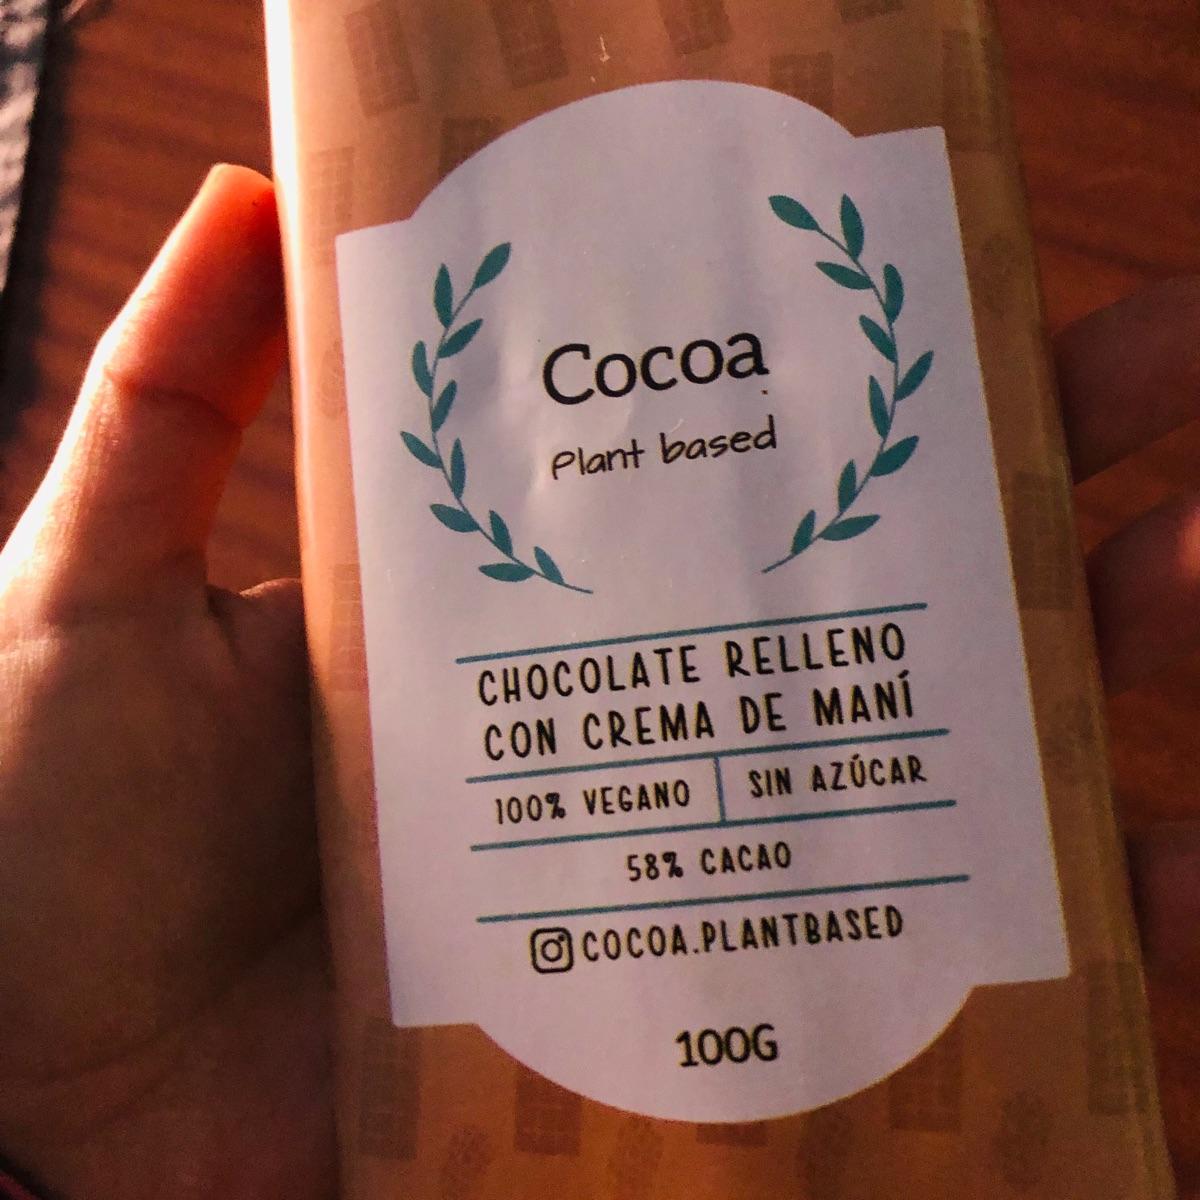 Cocoa
Plant based
CHOCOLATE RELLENO
CON CREMA DE MANÍ
100% VEGANO
SIN AZÚCAR
58% CACAO
COCOA.PLANTBASED
100G